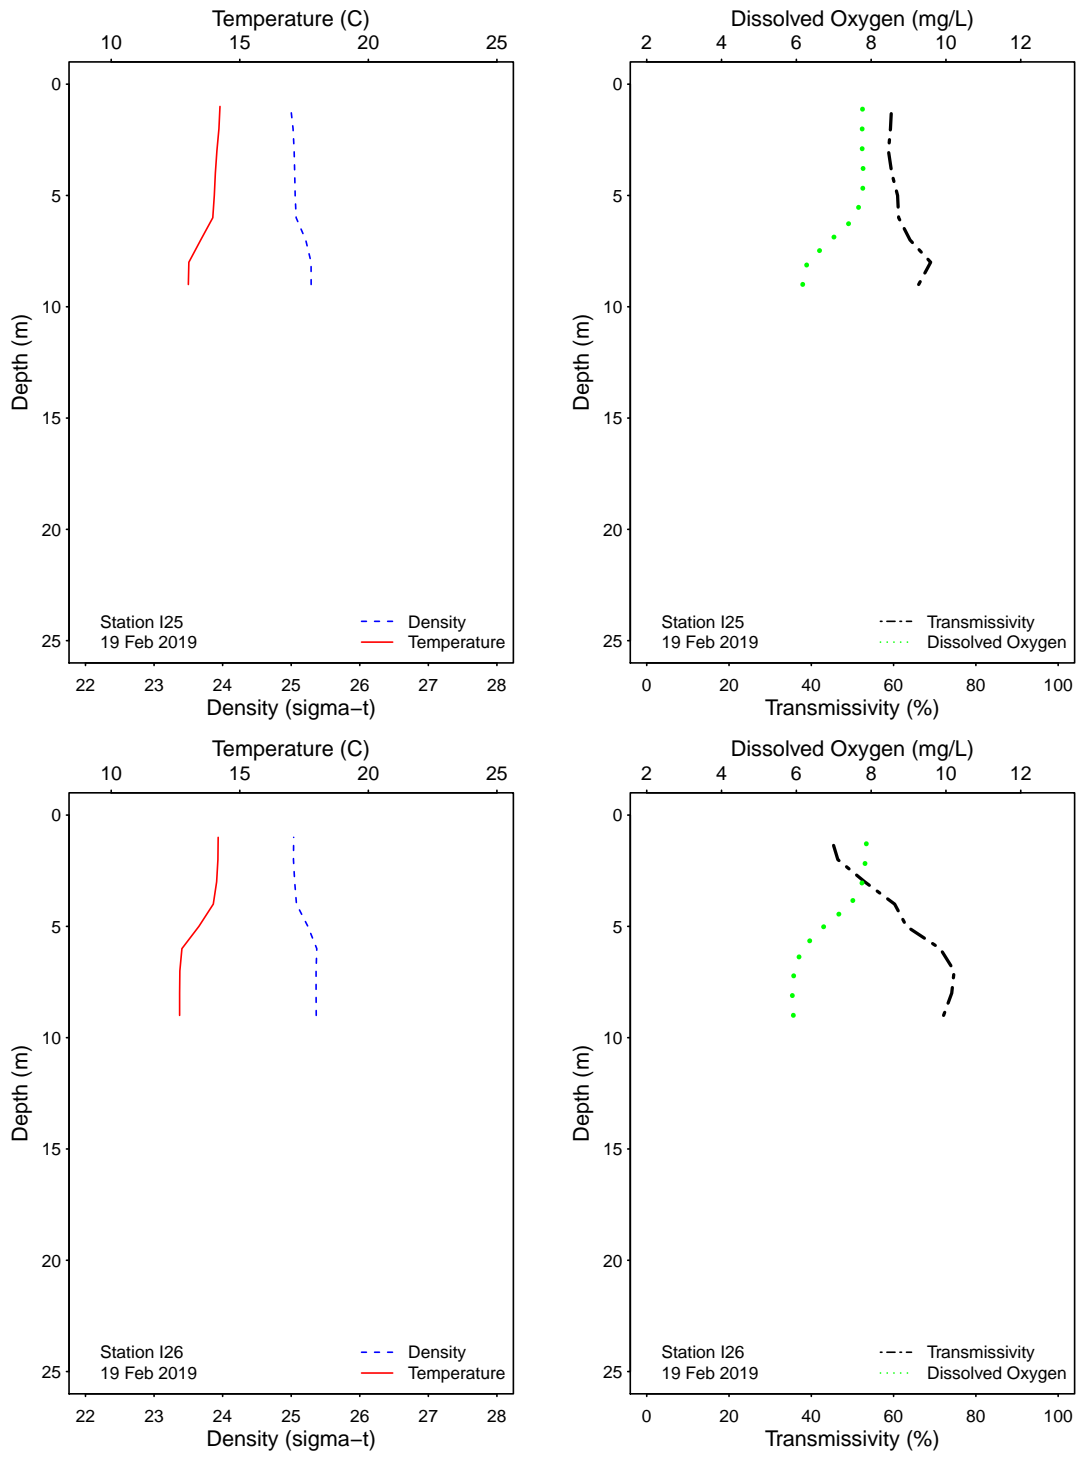 Temperature (C)
10 15 20 25
0
5
10
15
20
25
Depth (m)
Station I25
19 Feb 2019
Density
Temperature
22 23 24 25 26 27 28
Density (sigma−t)
Dissolved Oxygen (mg/L)
2 4 6 8 10 12
0
5
10
15
20
25
Depth (m)
Station I25
19 Feb 2019
Transmissivity
Dissolved Oxygen
0 20 40 60 80 100
Transmissivity (%)
Temperature (C)
10 15 20 25
0
5
10
15
20
25
Depth (m)
Station I26
19 Feb 2019
Density
Temperature
22 23 24 25 26 27 28
Density (sigma−t)
Dissolved Oxygen (mg/L)
2 4 6 8 10 12
0
5
10
15
20
25
Depth (m)
Station I26
19 Feb 2019
Transmissivity
Dissolved Oxygen
0 20 40 60 80 100
Transmissivity (%)